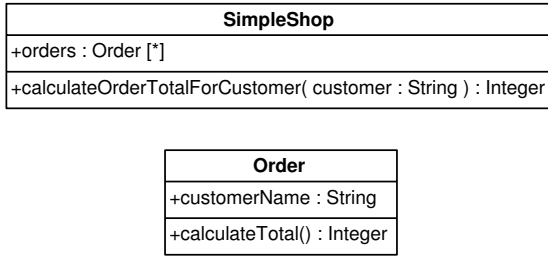 SimpleShop
+orders : Order [*]
+calculateOrderTotalForCustomer( customer : String ) : Integer
Order
+customerName : String
+calculateTotal() : Integer